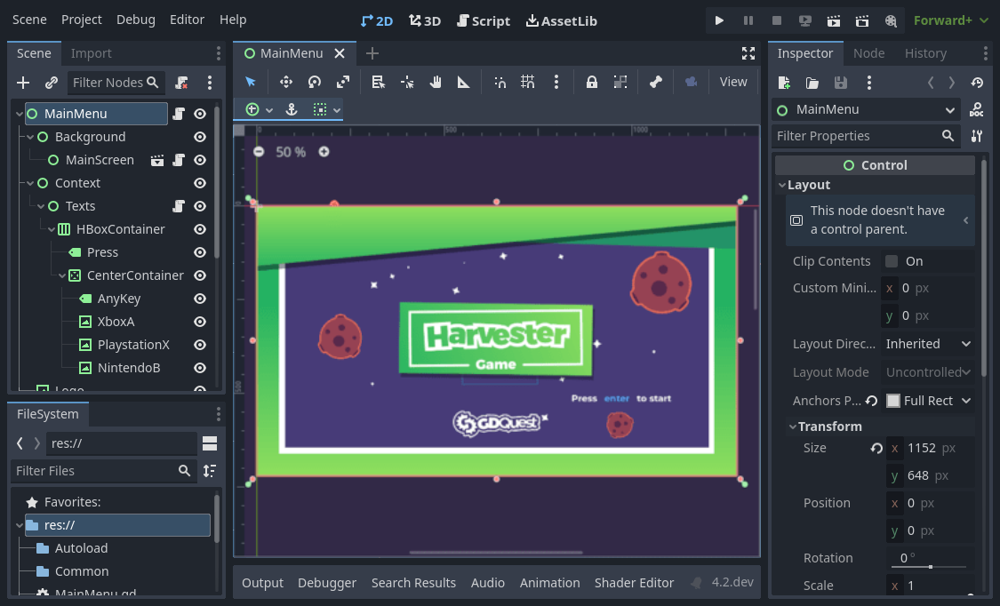 Scene Project Debug Editor Help 2D 3D Script AssetLib Forward+
Scene Import
Filter Nodes
MainMenu
Background
MainScreen
Context
Texts
HBoxContainer
Press
CenterContainer
AnyKey
XboxA
PlaystationX
NintendoB
Logo
FileSystem
res://
Filter Files
Favorites:
res://
Autoload
Common
MainMenu.gd
MainMenu
View
0 500 1000
50 %
0
500
Harvester
Game
Press enter to start
GDQuest
Output Debugger Search Results Audio Animation Shader Editor 4.2.dev
Inspector Node History
MainMenu
DOC
Filter Properties
Control
Layout
This node doesn't have
a control parent.
Clip Contents On
Custom Mini... x 0 px
y 0 px
Layout Direc... Inherited
Layout Mode Uncontrolled
Anchors P... Full Rect
Transform
Size x 1152 px
y 648 px
Position x 0 px
y 0 px
Rotation 0 °
Scale x 1